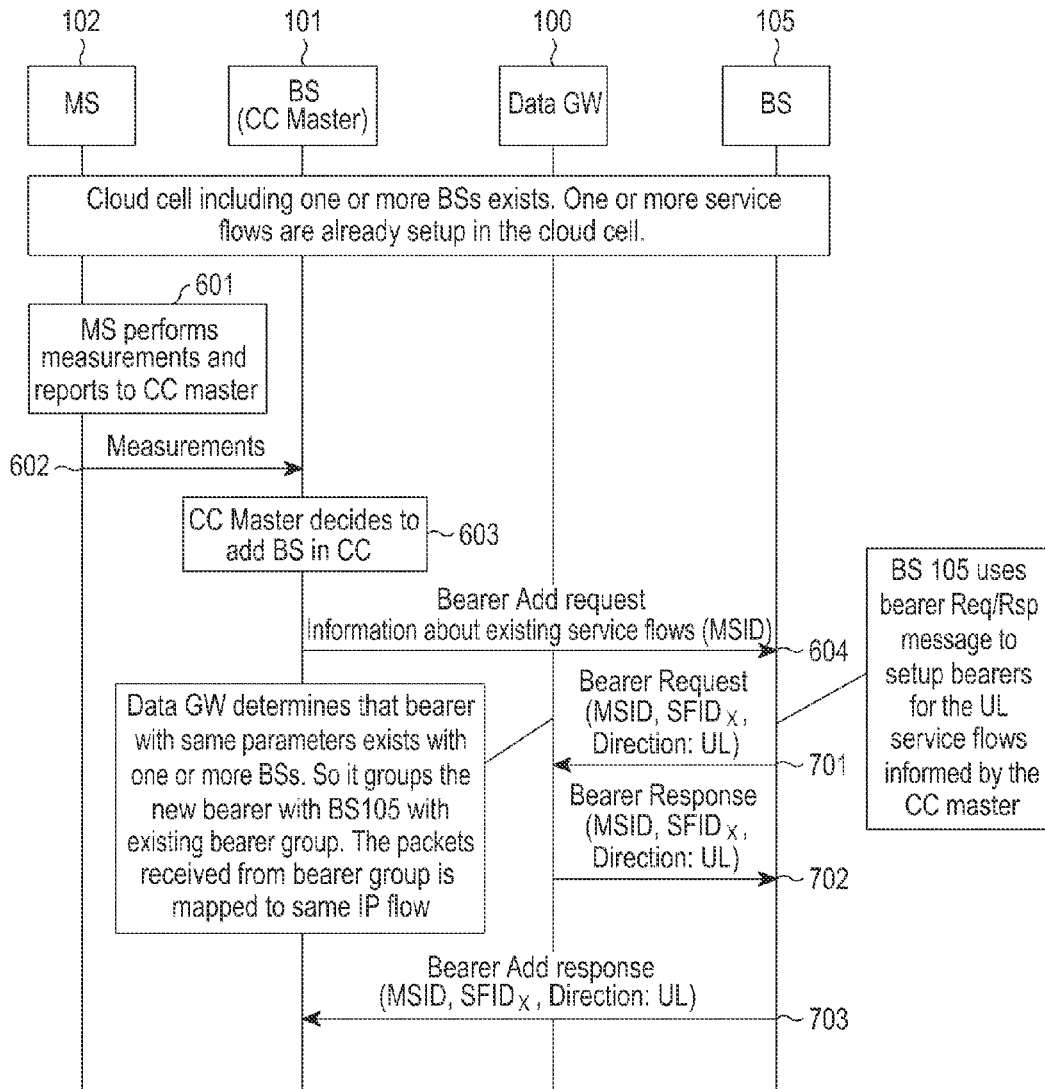 102
101
100
105
MS
BS
(CC Master)
Data GW
BS
Cloud cell including one or more BSs exists. One or more service
flows are already setup in the cloud cell.
601
MS performs
measurements and
reports to CC master
Measurements
602
CC Master decides to
add BS in CC
603
Bearer Add request
Information about existing service flows (MSID)
604
BS 105 uses
bearer Req/Rsp
message to
setup bearers
for the UL
service flows
informed by the
CC master
Data GW determines that bearer
with same parameters exists with
one or more BSs. So it groups the
new bearer with BS105 with
existing bearer group. The packets
received from bearer group is
mapped to same IP flow
Bearer Request
(MSID, SFID X,
Direction: UL)
701
Bearer Response
(MSID, SFID X,
Direction: UL)
702
Bearer Add response
(MSID, SFID X, Direction: UL)
703